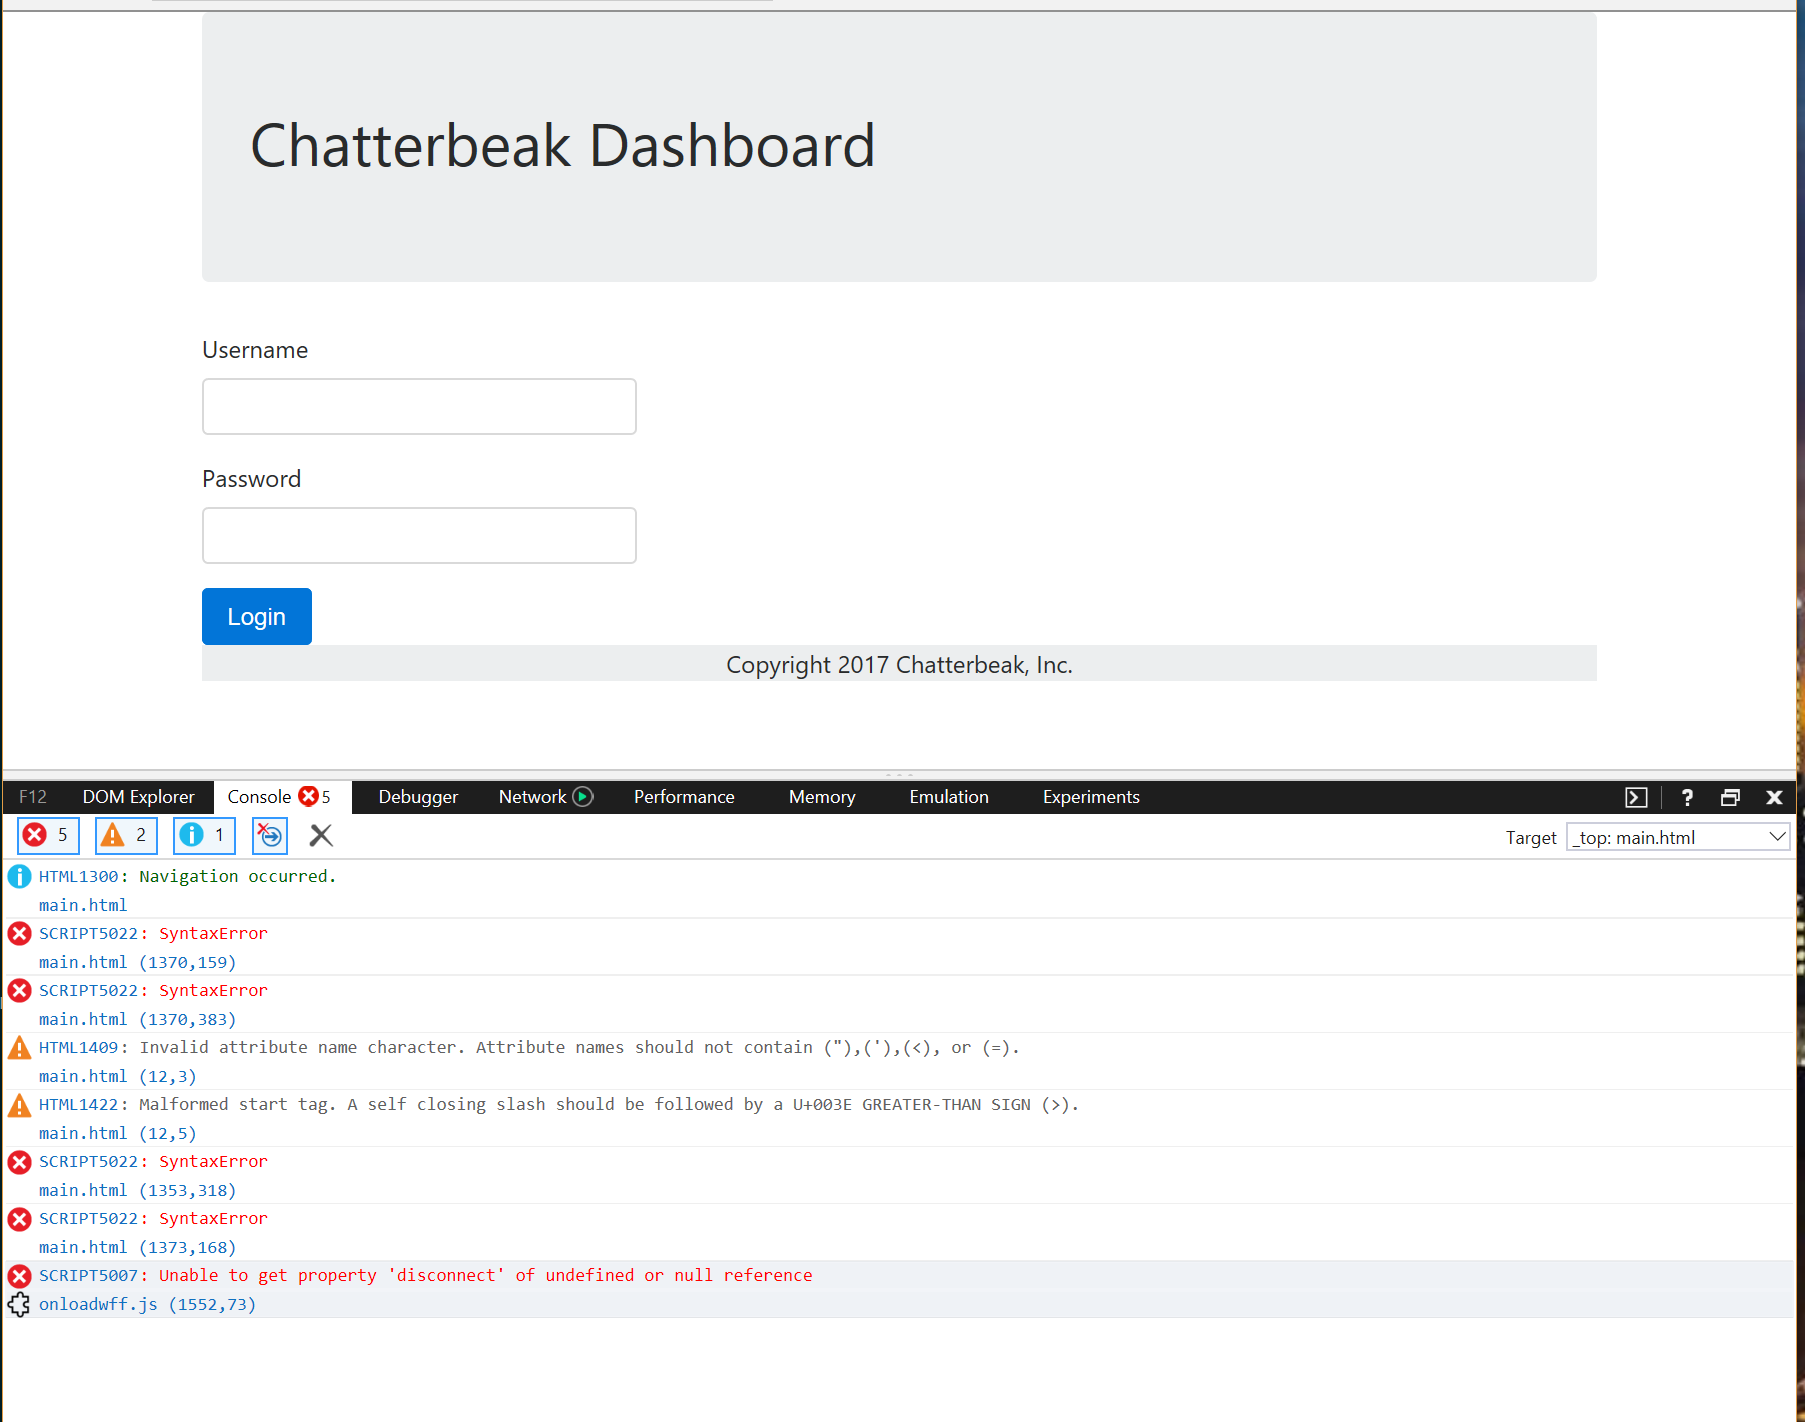 Chatterbeak Dashboard
Username
Password
Login
Copyright 2017 Chatterbeak, Inc.
F12 DOM Explorer Console 5 Debugger Network Performance Memory Emulation Experiments ?
5 2 1 Target _top: main.html
HTML1300: Navigation occurred.
main.html
SCRIPT5022: SyntaxError
main.html (1370,159)
SCRIPT5022: SyntaxError
main.html (1370,383)
HTML1409: Invalid attribute name character. Attribute names should not contain ("),('),(<), or (=).
main.html (12,3)
HTML1422: Malformed start tag. A self closing slash should be followed by a U+003E GREATER-THAN SIGN (>).
main.html (12,5)
SCRIPT5022: SyntaxError
main.html (1353,318)
SCRIPT5022: SyntaxError
main.html (1373,168)
SCRIPT5007: Unable to get property 'disconnect' of undefined or null reference
onloadwff.js (1552,73)